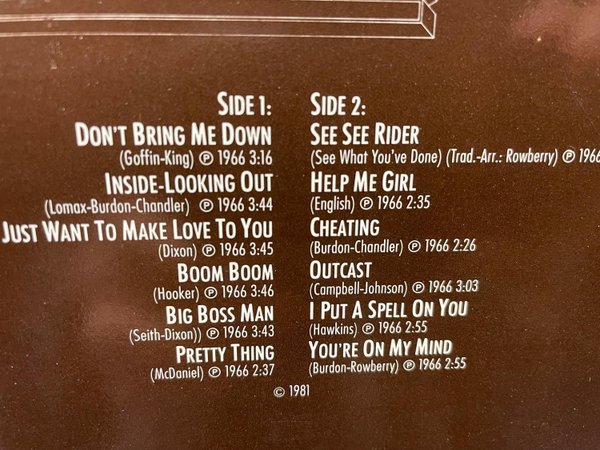 SIDE 1:
DON'T BRING ME DOWN
(Goffin-King) ℗ 1966 3:16
INSIDE-LOOKING OUT
(Lomax-Burdon-Chandler) ℗ 1966 3:44
JUST WANT TO MAKE LOVE TO YOU
(Dixon) ℗ 1966 3:45
BOOM BOOM
(Hooker) ℗ 1966 3:46
BIG BOSS MAN
(Seith-Dixon)) ℗ 1966 3:43
PRETTY THING
(McDaniel) ℗ 1966 2:37
SIDE 2:
SEE SEE RIDER
(See What You've Done) (Trad.-Arr.: Rowberry) ℗ 1966
HELP ME GIRL
(English) ℗ 1966 2:35
CHEATING
(Burdon-Chandler) ℗ 1966 2:26
OUTCAST
(Campbell-Johnson) ℗ 1966 3:03
I PUT A SPELL ON YOU
(Hawkins) ℗ 1966 2:55
YOU'RE ON MY MIND
(Burdon-Rowberry) ℗ 1966 2:55
© 1981